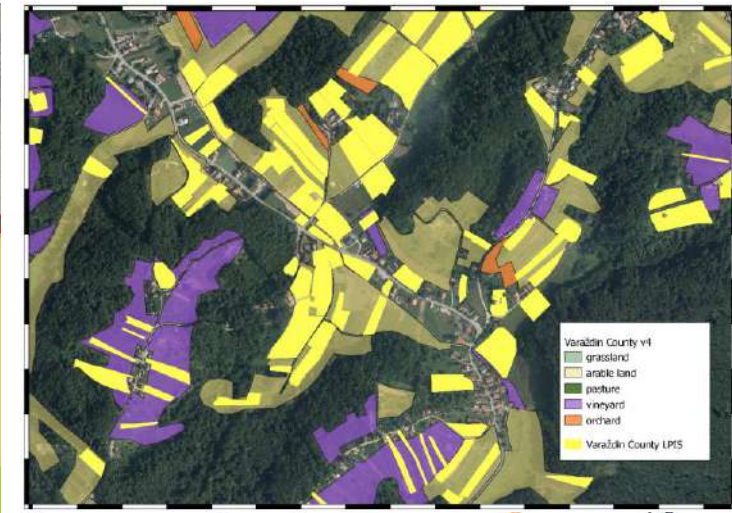 Varaždin County v4
grassland
arable land
pasture
vineyard
orchard
Varaždin County LPIS